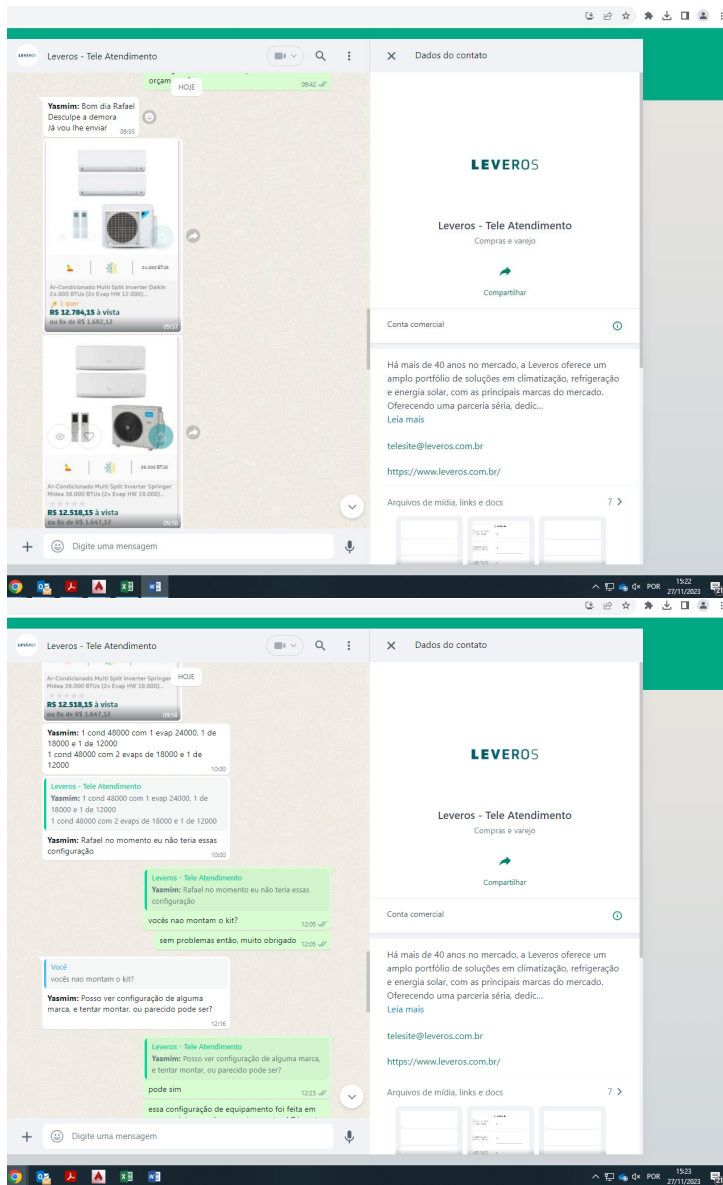 LEVEROS
Leveros - Tele Atendimento
Dados do contato
orçam
09:42
HOJE
Yasmim: Bom dia Rafael
Desculpe a demora
Já vou lhe enviar
09:55
24.000 BTUs
Ar-Condicionado Multi Split Inverter Daikin
24.000 BTUs (2x Evap HW 12.000)...
1 quer
R$ 12.784,15 à vista
ou 8x de R$ 1.682,12
09:57
36.000 BTUs
Ar-Condicionado Multi Split Inverter Springer
Midea 36.000 BTUs (2x Evap HW 18.000)...
R$ 12.518,15 à vista
ou 8x de R$ 1.647,12
09:58
Digite uma mensagem
LEVEROS
Leveros - Tele Atendimento
Compras e varejo
Compartilhar
Conta comercial
Há mais de 40 anos no mercado, a Leveros oferece um
amplo portfólio de soluções em climatização, refrigeração
e energia solar, com as principais marcas do mercado.
Oferecendo uma parceria séria, dedic...
Leia mais
telesite@leveros.com.br
https://www.leveros.com.br/
Arquivos de mídia, links e docs
7
POR
15:22
27/11/2023
21
LEVEROS
Leveros - Tele Atendimento
Dados do contato
HOJE
Ar-Condicionado Multi Split Inverter Springer
Midea 36.000 BTUs (2x Evap HW 18.000)...
R$ 12.518,15 à vista
ou 8x de R$ 1.647,12
09:58
Yasmim: 1 cond 48000 com 1 evap 24000, 1 de
18000 e 1 de 12000
1 cond 48000 com 2 evaps de 18000 e 1 de
12000
10:00
Leveros - Tele Atendimento
Yasmim: 1 cond 48000 com 1 evap 24000, 1 de
18000 e 1 de 12000
1 cond 48000 com 2 evaps de 18000 e 1 de 12000
Yasmim: Rafael no momento eu não teria essas
configuração
10:00
Leveros - Tele Atendimento
Yasmim: Rafael no momento eu não teria essas
configuração
vocês nao montam o kit?
12:05
sem problemas então, muito obrigado
12:05
Você
vocês nao montam o kit?
Yasmim: Posso ver configuração de alguma
marca, e tentar montar, ou parecido pode ser?
12:16
Leveros - Tele Atendimento
Yasmim: Posso ver configuração de alguma marca,
e tentar montar, ou parecido pode ser?
pode sim
12:23
essa configuração de equipamento foi feita em
Digite uma mensagem
LEVEROS
Leveros - Tele Atendimento
Compras e varejo
Compartilhar
Conta comercial
Há mais de 40 anos no mercado, a Leveros oferece um
amplo portfólio de soluções em climatização, refrigeração
e energia solar, com as principais marcas do mercado.
Oferecendo uma parceria séria, dedic...
Leia mais
telesite@leveros.com.br
https://www.leveros.com.br/
Arquivos de mídia, links e docs
7
POR
15:23
27/11/2023
21